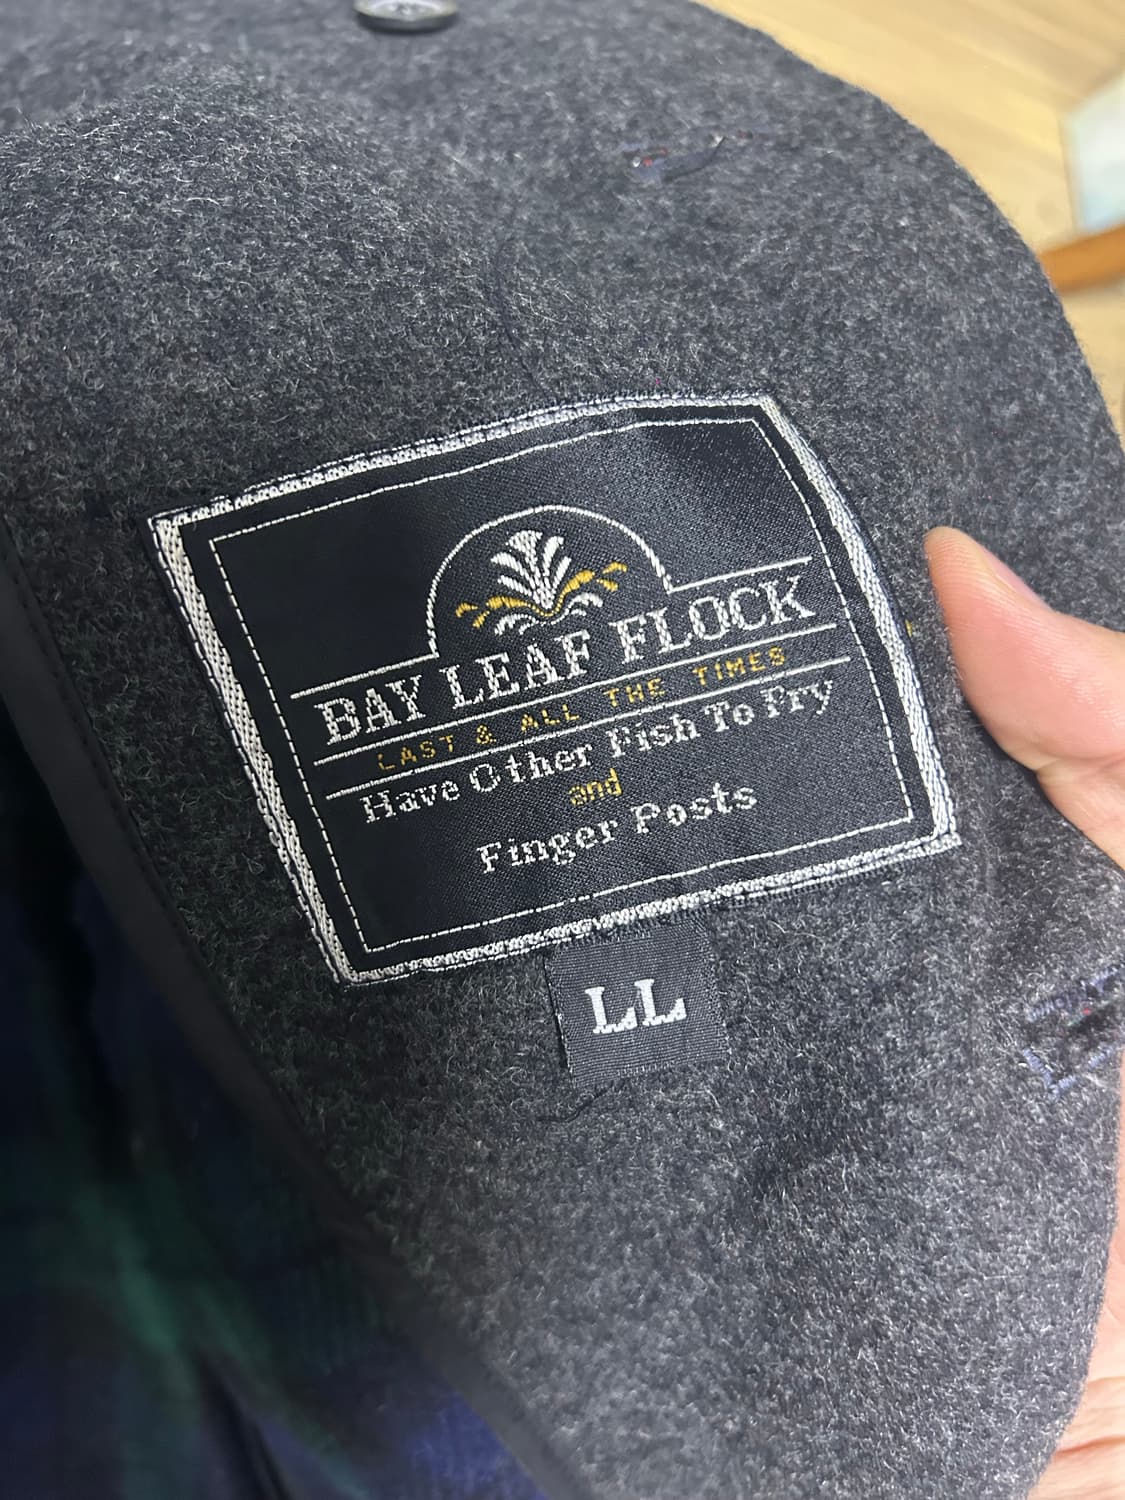 BAY LEAF FLOCK
LAST & ALL THE TIMES
Have Other Fish To Fry
and
Finger Posts
LL